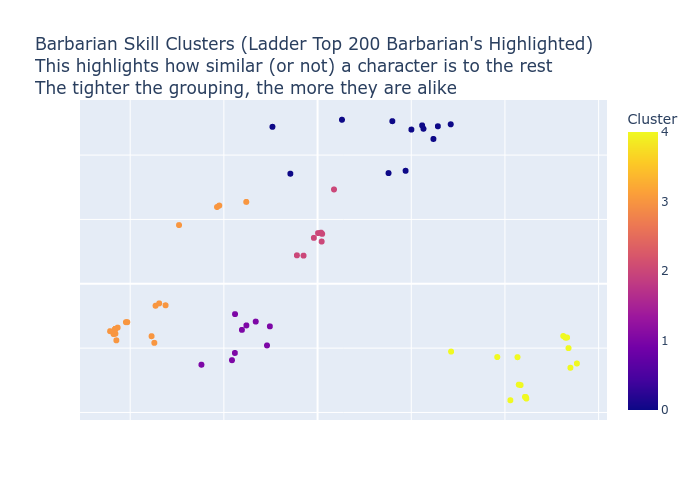 Barbarian Skill Clusters (Ladder Top 200 Barbarian's Highlighted)
This highlights how similar (or not) a character is to the rest
The tighter the grouping, the more they are alike
Cluster
4
3
2
1
0